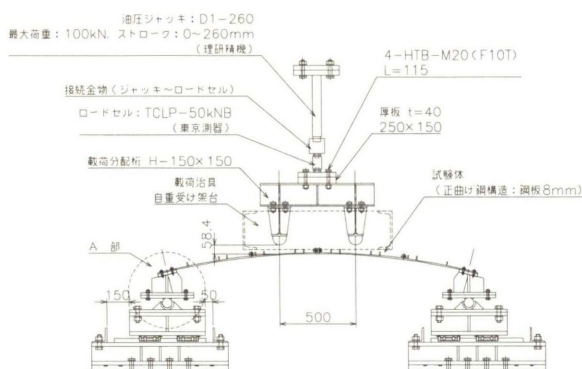 油圧ジャッキ：D1-260
最大荷重：100kN、ストローク：0～260mm
(理研精機)
接続金物(ジャッキ～ロードセル)
ロードセル：TCLP-50kNB
(東京測器)
載荷分配桁 H-150×150
載荷治具
自重受け架台
A 部
4-HTB-M20(F10T)
L=115
厚板 t=40
250×150
試験体
(正曲げ鋼構造：鋼板8mm)
58.4
150
50
500